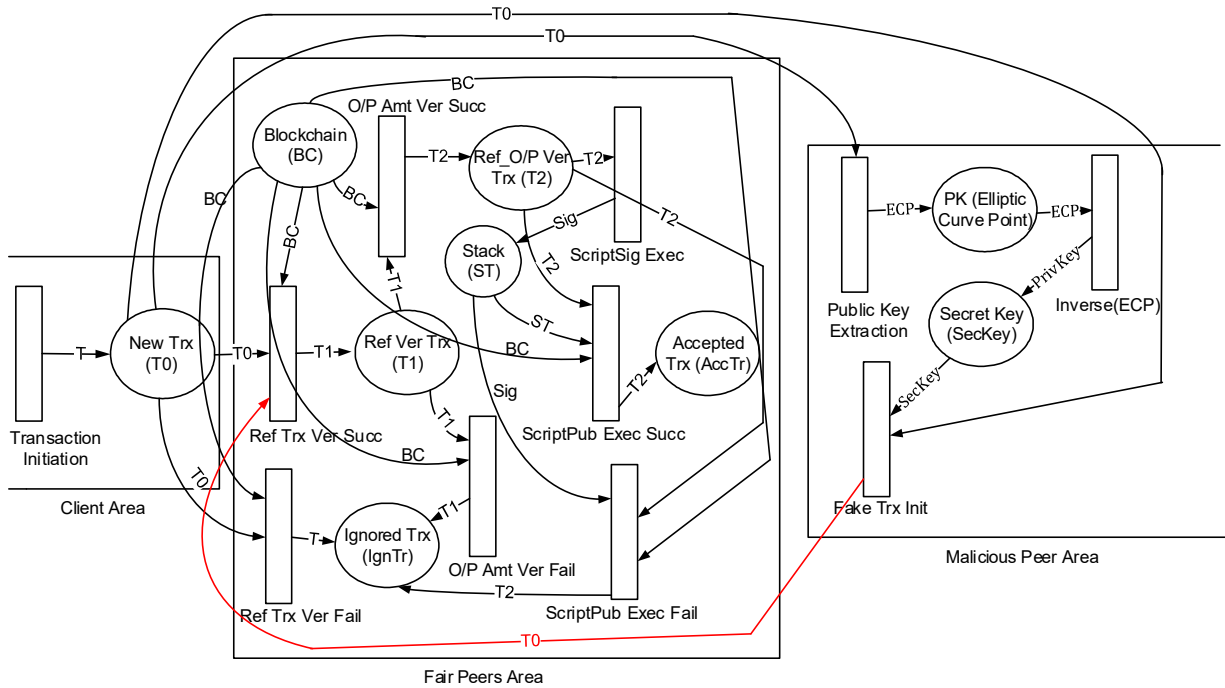 T0
T0
BC
O/P Amt Ver Succ
Blockchain
(BC)
T2
Ref_O/P Ver
Trx (T2)
T2
BC
BC
T2
Sig
BC
ScriptSig Exec
Stack
(ST)
T2
T1
ECP
PK (Elliptic
Curve Point)
ECP
PrivKey
Public Key
Extraction
Inverse(ECP)
Secret Key
(SecKey)
T
New Trx
(T0)
T0
T1
Ref Ver Trx
(T1)
BC
ST
Accepted
Trx (AccTr)
T2
Sig
T1
SecKey
Transaction
Initiation
Ref Trx Ver Succ
ScriptPub Exec Succ
BC
T0
Client Area
T1
Fake Trx Init
T
Ignored Trx
(IgnTr)
O/P Amt Ver Fail
Malicious Peer Area
T2
Ref Trx Ver Fail
ScriptPub Exec Fail
T0
Fair Peers Area